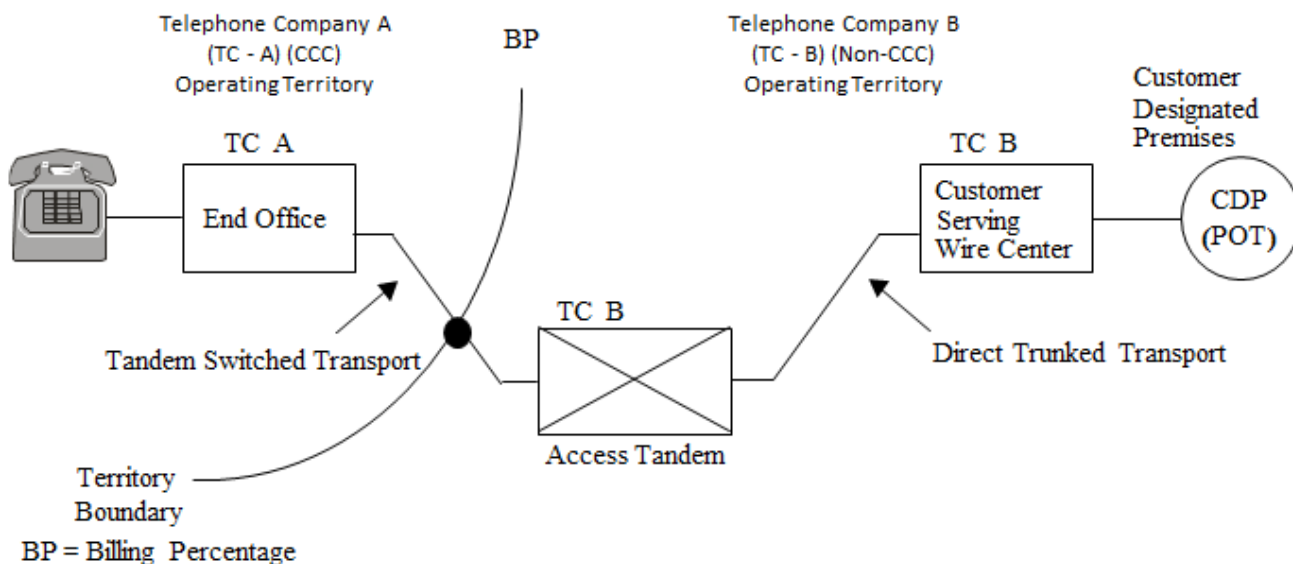 Telephone Company A
(TC - A) (CCC)
Operating Territory
BP
Telephone Company B
(TC - B) (Non-CCC)
Operating Territory
Customer
Designated
Premises
TC A
End Office
TC B
Customer
Serving
Wire Center
CDP
(POT)
Tandem Switched Transport
TC B
Access Tandem
Direct Trunked Transport
Territory
Boundary
BP = Billing Percentage